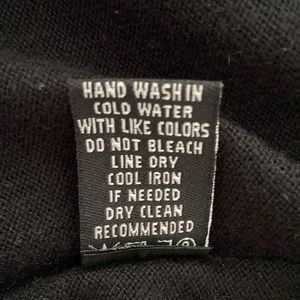 HAND WASH IN
COLD WATER
WITH LIKE COLORS
DO NOT BLEACH
LINE DRY
COOL IRON
IF NEEDED
DRY CLEAN
RECOMMENDED